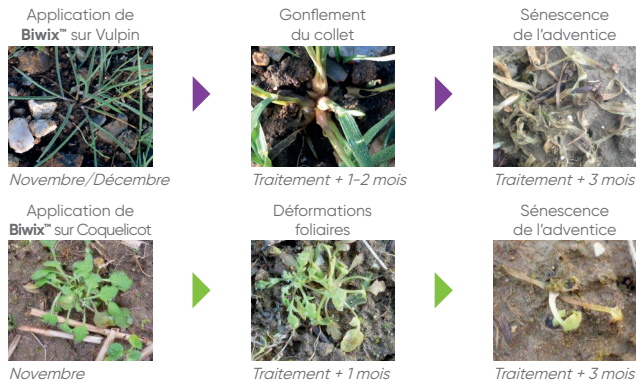 Application de
Biwix™ sur Vulpin
Gonflement
du collet
Sénescence
de l'adventice
Novembre/Décembre
Traitement + 1-2 mois
Traitement + 3 mois
Application de
Biwix™ sur Coquelicot
Déformations
foliaires
Sénescence
de l'adventice
Novembre
Traitement + 1 mois
Traitement + 3 mois